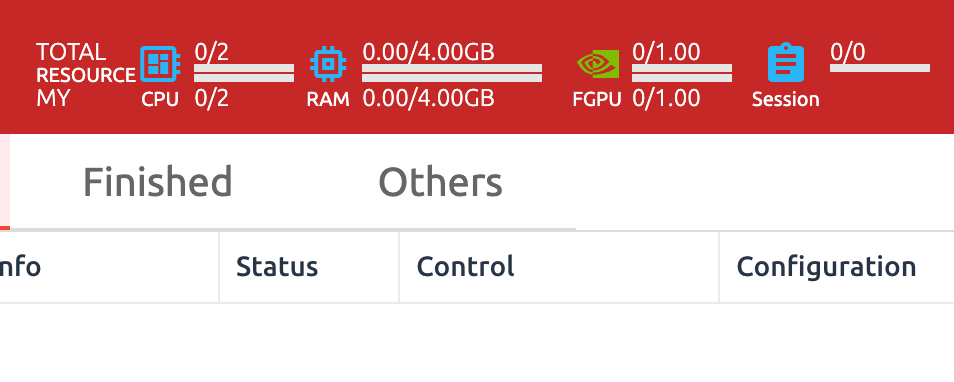 TOTAL
RESOURCE
MY
0/2
CPU 0/2
0.00/4.00GB
RAM 0.00/4.00GB
0/1.00
FGPU 0/1.00
0/0
Session
Finished Others
nfo Status Control Configuration